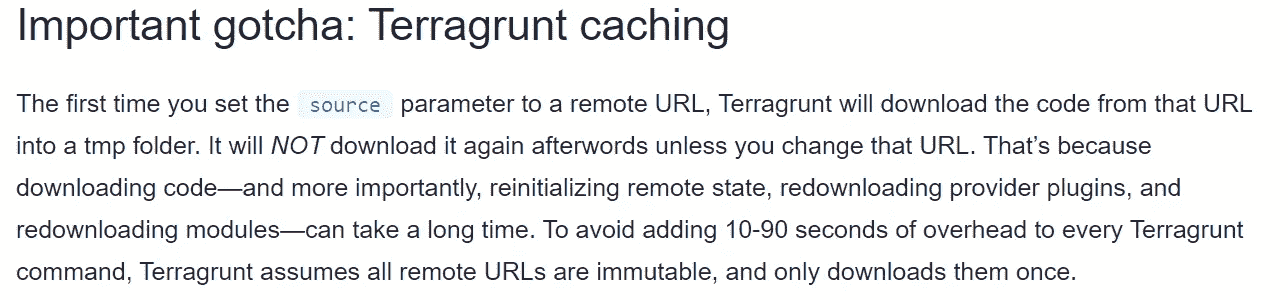 Important gotcha: Terragrunt caching
The first time you set the source parameter to a remote URL, Terragrunt will download the code from that URL
into a tmp folder. It will NOT download it again afterwords unless you change that URL. That’s because
downloading code—and more importantly, reinitializing remote state, redownloading provider plugins, and
redownloading modules—can take a long time. To avoid adding 10-90 seconds of overhead to every Terragrunt
command, Terragrunt assumes all remote URLs are immutable, and only downloads them once.